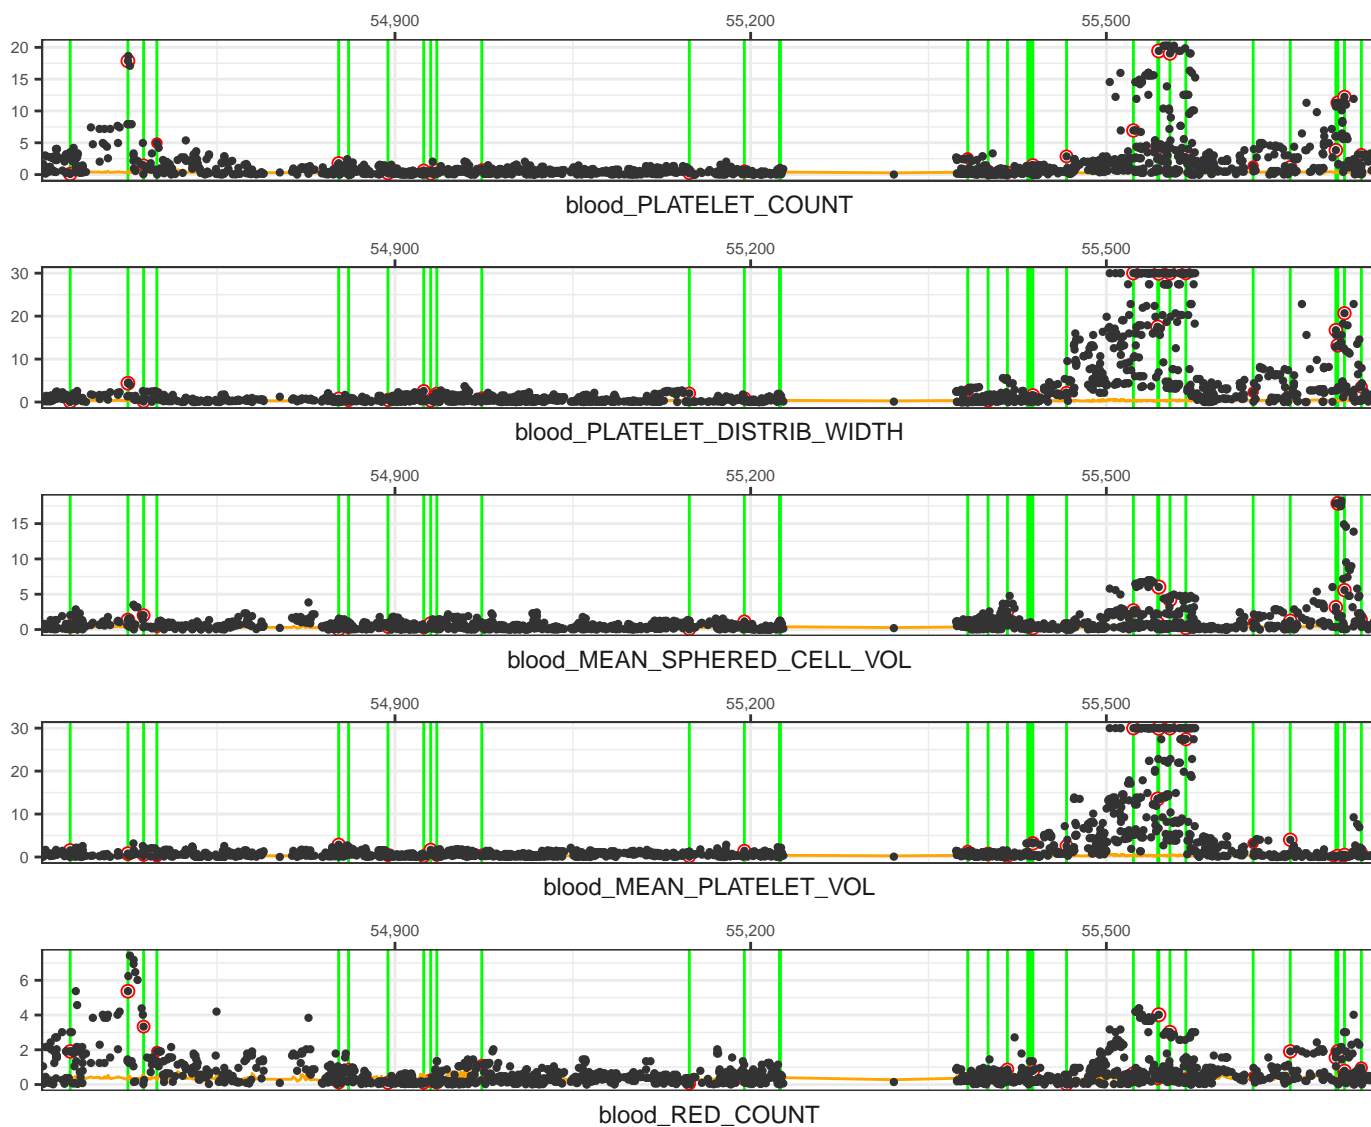 54,900 55,200 55,500
20
15
10
5
0
blood_PLATELET_COUNT
54,900 55,200 55,500
30
20
10
0
blood_PLATELET_DISTRIB_WIDTH
54,900 55,200 55,500
15
10
5
0
blood_MEAN_SPHERED_CELL_VOL
54,900 55,200 55,500
30
20
10
0
blood_MEAN_PLATELET_VOL
54,900 55,200 55,500
6
4
2
0
blood_RED_COUNT